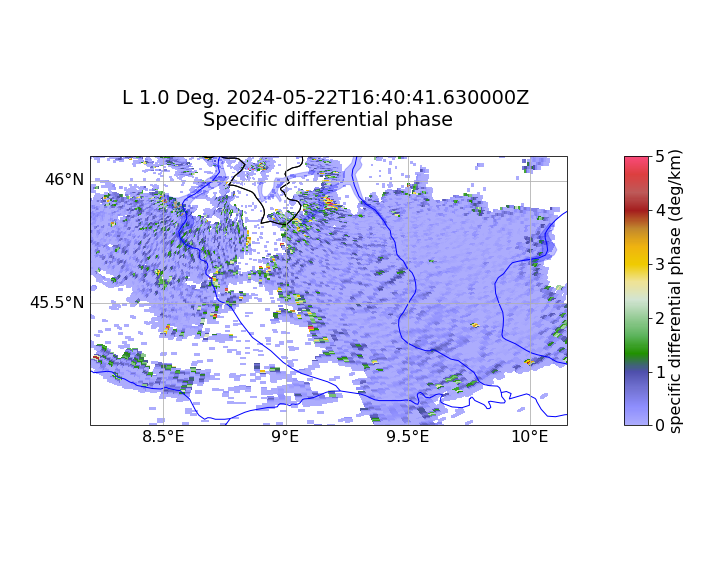 L 1.0 Deg. 2024-05-22T16:40:41.630000Z
Specific differential phase
46°N
45.5°N
8.5°E
9°E
9.5°E
10°E
5
4
3
2
1
0
specific differential phase (deg/km)